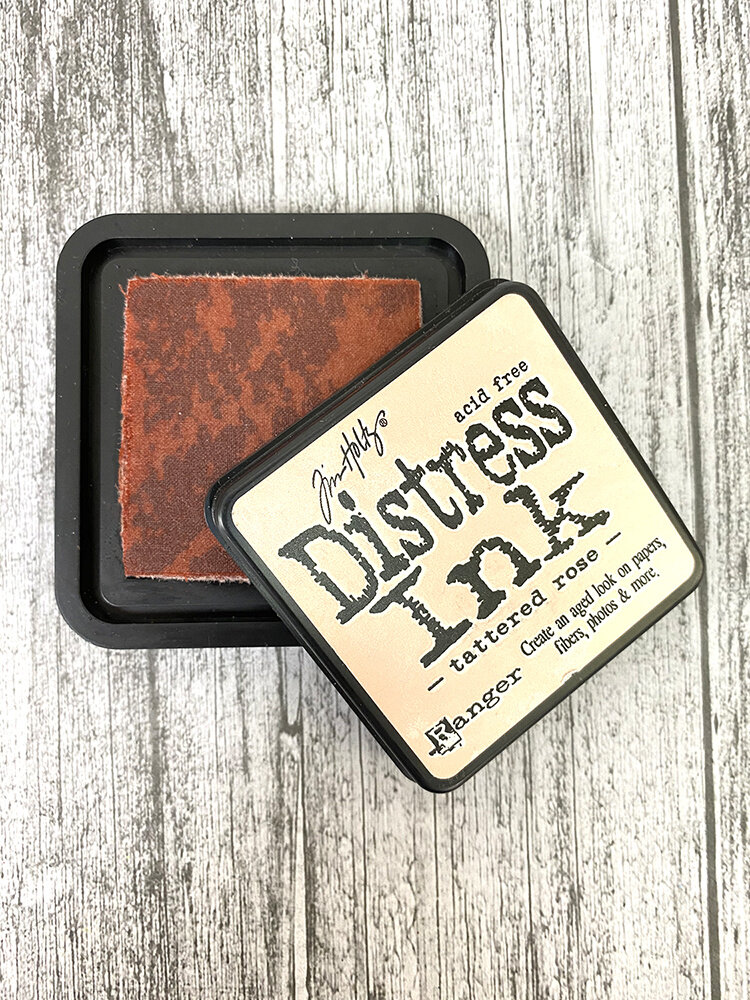 Tim Holtz®
acid free
Distress
Ink
— tattered rose —
Create an aged look on papers,
fibers, photos & more.
Ranger